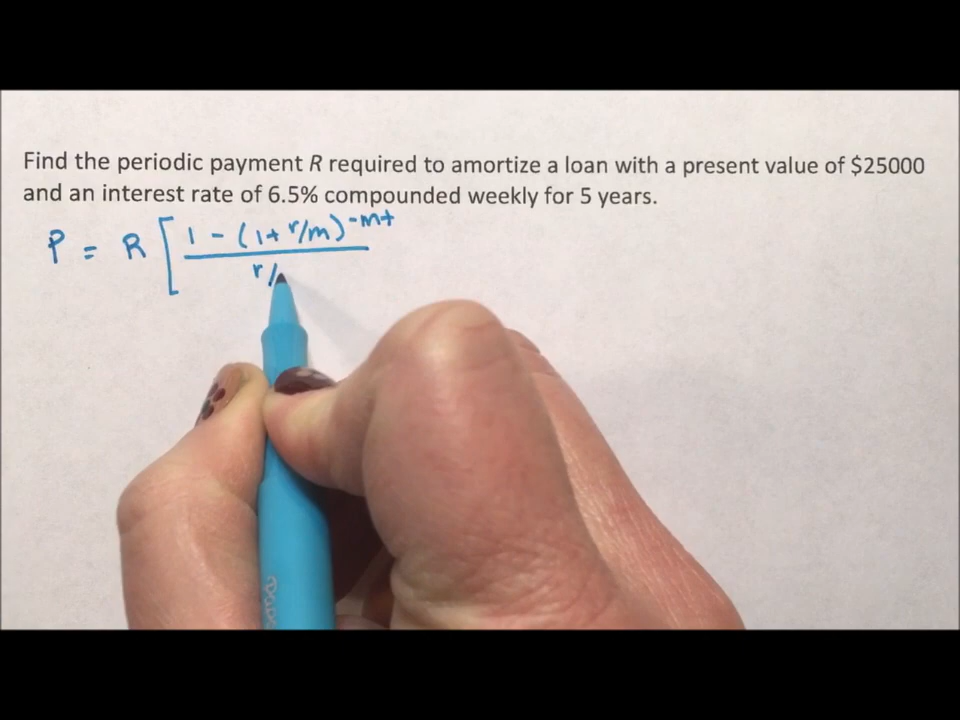 Find the periodic payment R required to amortize a loan with a present value of $25000
and an interest rate of 6.5% compounded weekly for 5 years.
P = R [ 1 - (1 + r/m)^-mt
r/